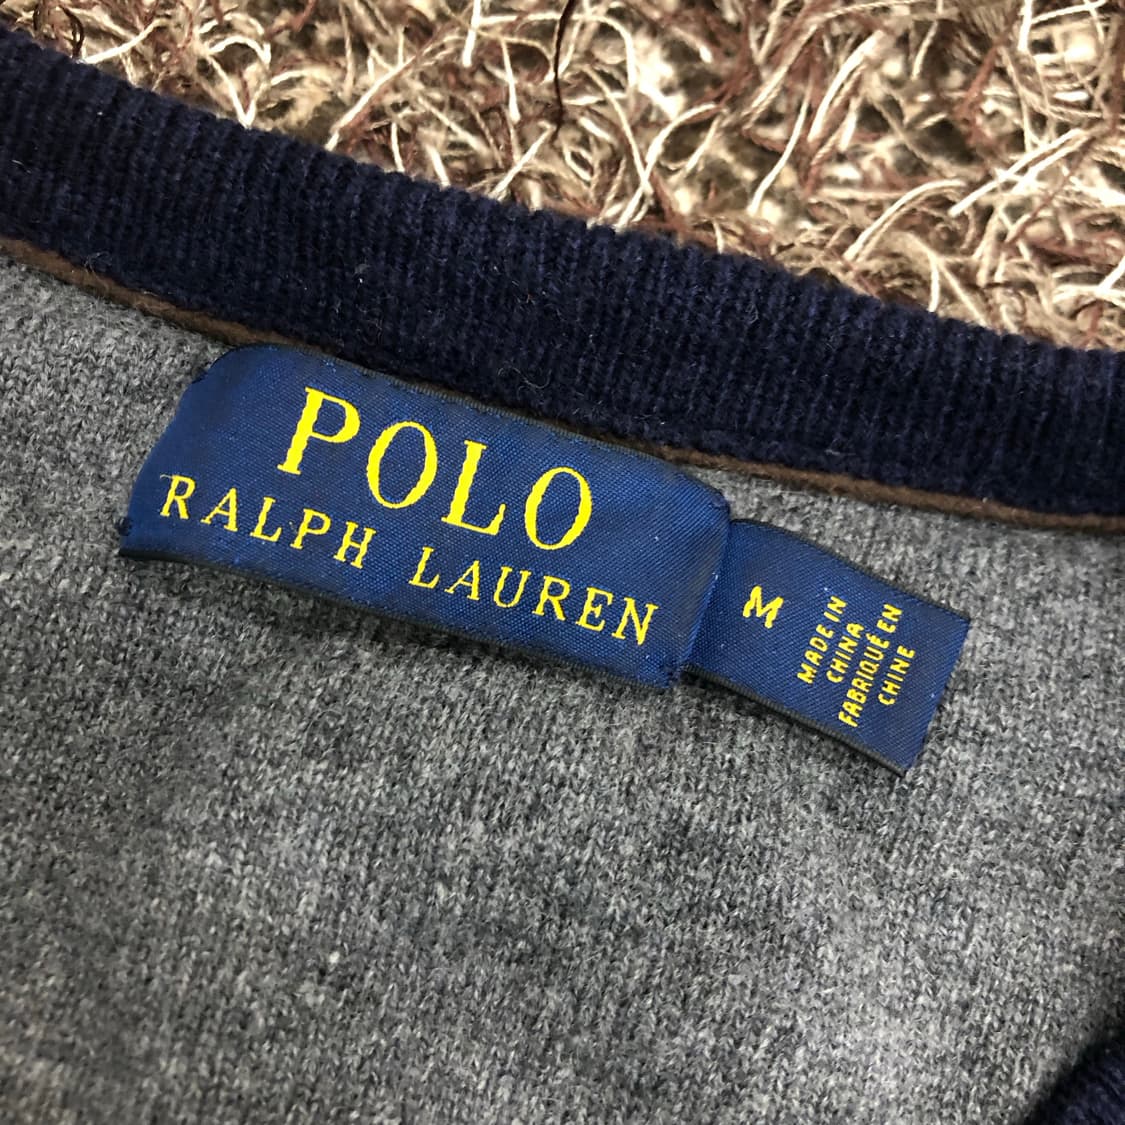 POLO
RALPH LAUREN
M
MADE IN
CHINA
FABRIQUÉ EN
CHINE